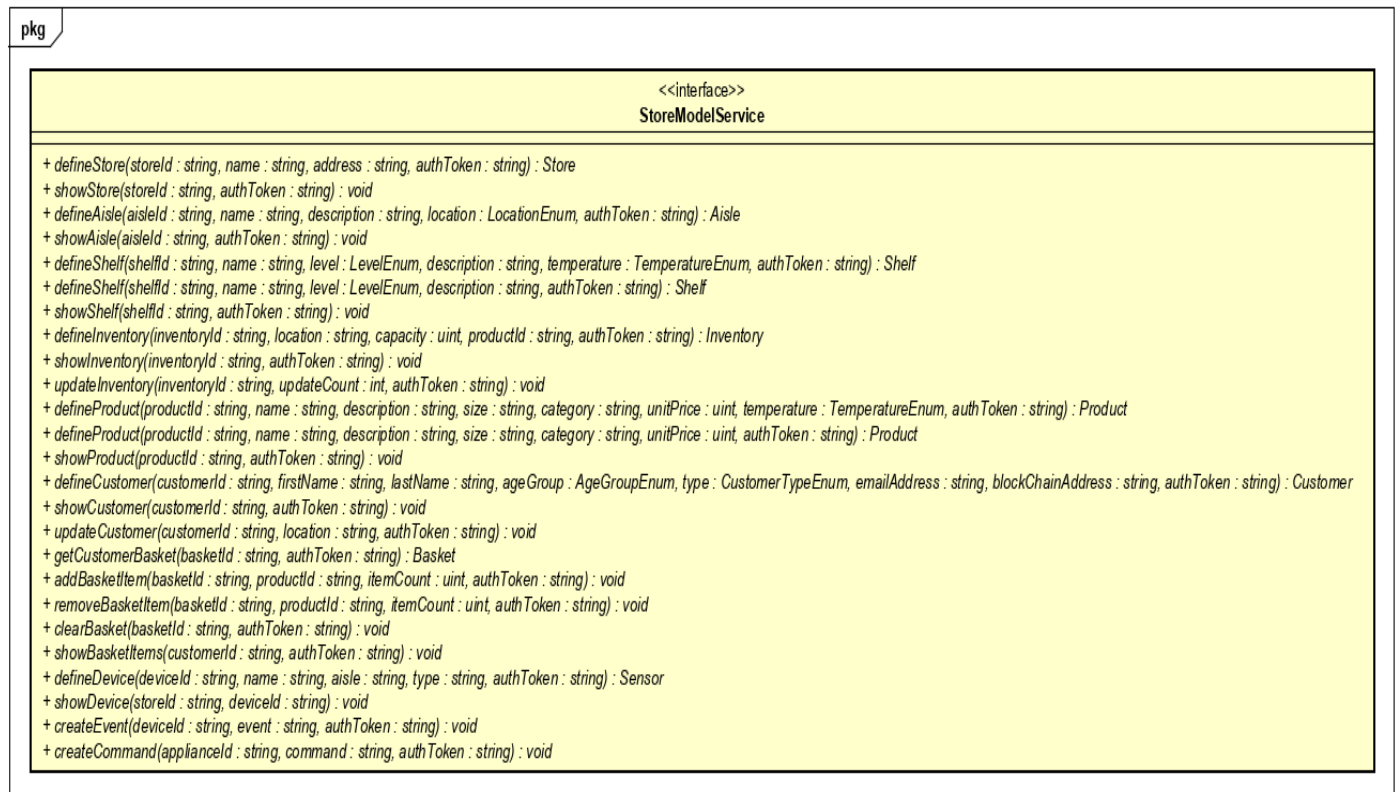 pkg
<<interface>>
StoreModelService
+ defineStore(storeId : string, name : string, address : string, authToken : string) : Store
+ showStore(storeId : string, authToken : string) : void
+ defineAisle(aisleId : string, name : string, description : string, location : LocationEnum, authToken : string) : Aisle
+ showAisle(aisleId : string, authToken : string) : void
+ defineShelf(shelfId : string, name : string, level : LevelEnum, description : string, temperature : TemperatureEnum, authToken : string) : Shelf
+ defineShelf(shelfId : string, name : string, level : LevelEnum, description : string, authToken : string) : Shelf
+ showShelf(shelfId : string, authToken : string) : void
+ defineInventory(inventoryId : string, location : string, capacity : uint, productId : string, authToken : string) : Inventory
+ showInventory(inventoryId : string, authToken : string) : void
+ updateInventory(inventoryId : string, updateCount : int, authToken : string) : void
+ defineProduct(productId : string, name : string, description : string, size : string, category : string, unitPrice : uint, temperature : TemperatureEnum, authToken : string) : Product
+ defineProduct(productId : string, name : string, description : string, size : string, category : string, unitPrice : uint, authToken : string) : Product
+ showProduct(productId : string, authToken : string) : void
+ defineCustomer(customerId : string, firstName : string, lastName : string, ageGroup : AgeGroupEnum, type : CustomerTypeEnum, emailAddress : string, blockChainAddress : string, authToken : string) : Customer
+ showCustomer(customerId : string, authToken : string) : void
+ updateCustomer(customerId : string, location : string, authToken : string) : void
+ getCustomerBasket(basketId : string, authToken : string) : Basket
+ addBasketItem(basketId : string, productId : string, itemCount : uint, authToken : string) : void
+ removeBasketItem(basketId : string, productId : string, itemCount : uint, authToken : string) : void
+ clearBasket(basketId : string, authToken : string) : void
+ showBasketItems(customerId : string, authToken : string) : void
+ defineDevice(deviceId : string, name : string, aisle : string, type : string, authToken : string) : Sensor
+ showDevice(storeId : string, deviceId : string) : void
+ createEvent(deviceId : string, event : string, authToken : string) : void
+ createCommand(applianceId : string, command : string, authToken : string) : void